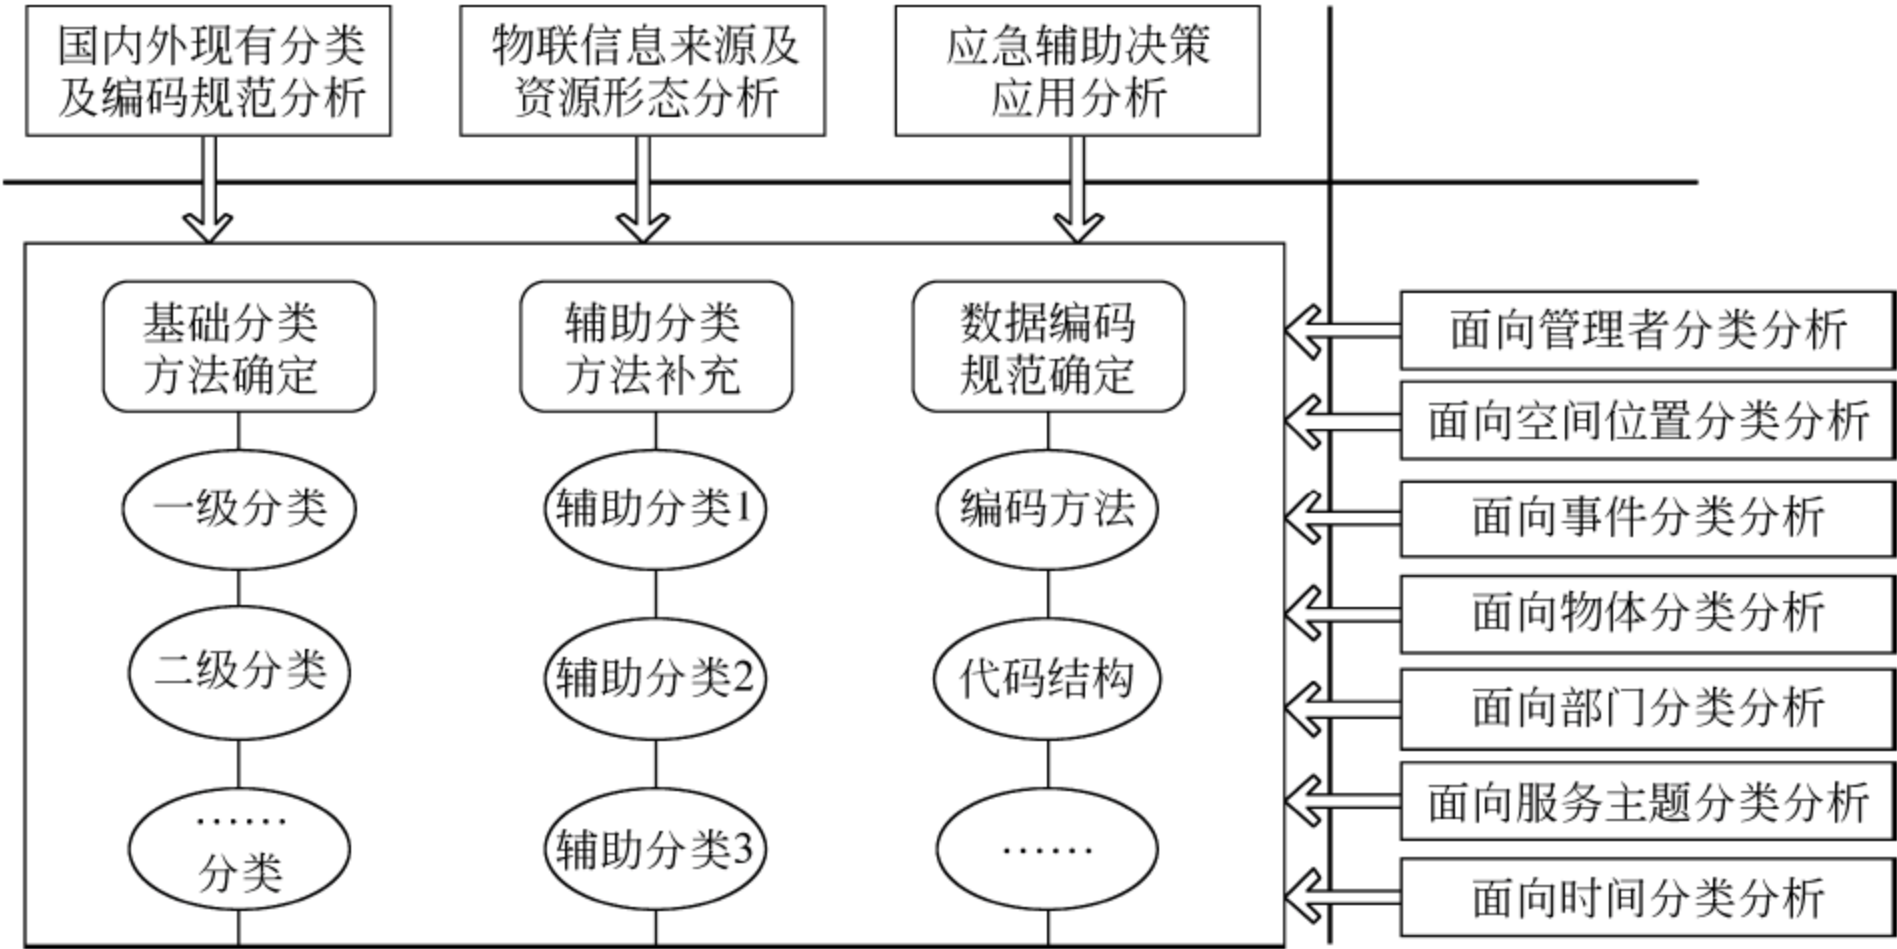 国内外现有分类
及编码规范分析
物联信息来源及
资源形态分析
应急辅助决策
应用分析
基础分类
方法确定
一级分类
二级分类
……
分类
辅助分类
方法补充
辅助分类1
辅助分类2
辅助分类3
数据编码
规范确定
编码方法
代码结构
……
面向管理者分类分析
面向空间位置分类分析
面向事件分类分析
面向物体分类分析
面向部门分类分析
面向服务主题分类分析
面向时间分类分析